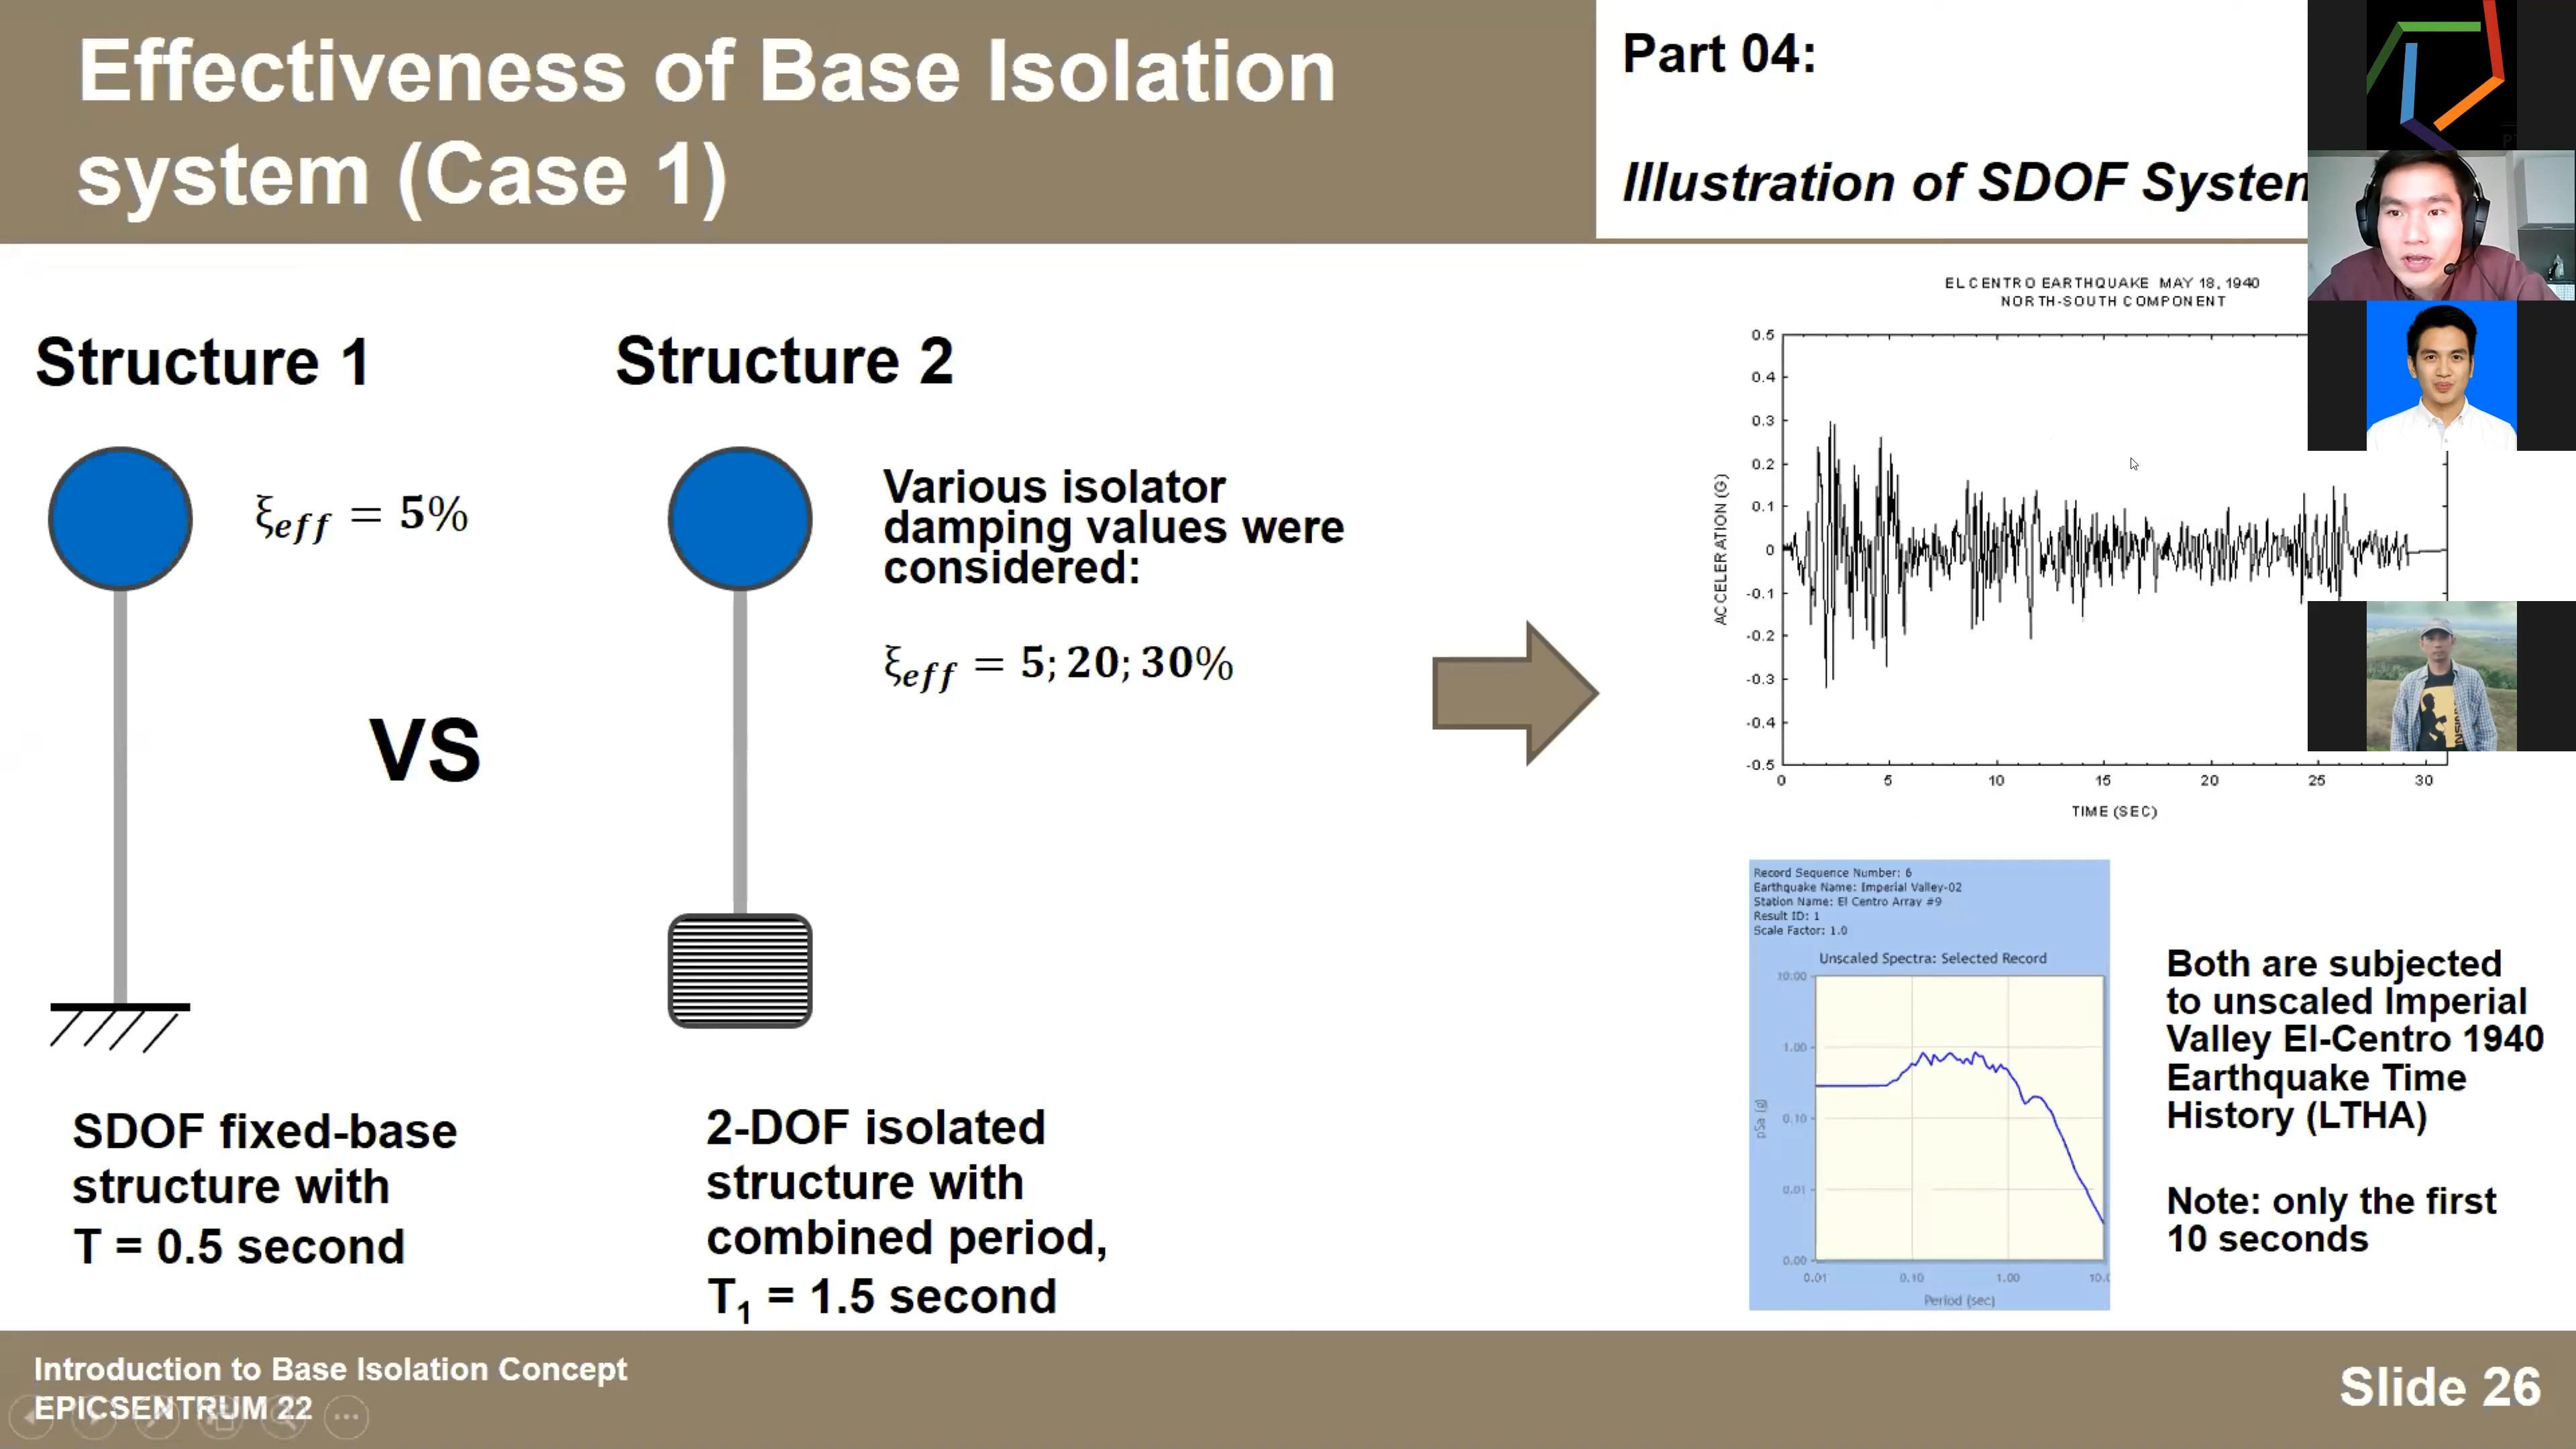 Effectiveness of Base Isolation
system (Case 1)
Part 04:
Illustration of SDOF System
Structure 1
ξeff = 5%
VS
SDOF fixed-base
structure with
T = 0.5 second
Structure 2
Various isolator
damping values were
considered:
ξeff = 5; 20; 30%
2-DOF isolated
structure with
combined period,
T₁ = 1.5 second
EL CENTRO EARTHQUAKE MAY 18, 1940
NORTH-SOUTH COMPONENT
ACCELERATION (G)
0.5
0.4
0.3
0.2
0.1
0
-0.1
-0.2
-0.3
-0.4
-0.5
0 5 10 15 20 25 30
TIME (SEC)
Record Sequence Number: 6
Earthquake Name: Imperial Valley-02
Station Name: El Centro Array #9
Result ID: 1
Scale Factor: 1.0
Unscaled Spectra: Selected Record
pSa (g)
10.00
1.00
0.10
0.01
0.00
0.01 0.10 1.00 10.0
Period (sec)
Both are subjected
to unscaled Imperial
Valley El-Centro 1940
Earthquake Time
History (LTHA)
Note: only the first
10 seconds
Introduction to Base Isolation Concept
EPICSENTRUM 22
Slide 26